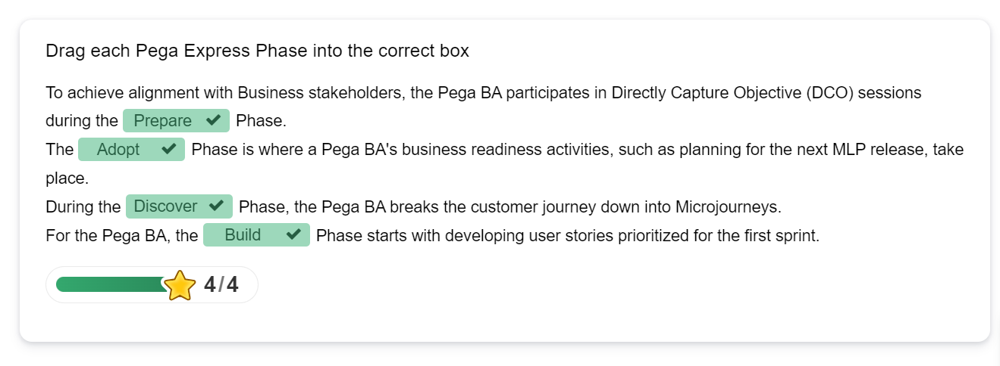 Drag each Pega Express Phase into the correct box
To achieve alignment with Business stakeholders, the Pega BA participates in Directly Capture Objective (DCO) sessions
during the Prepare ✔ Phase.
The Adopt ✔ Phase is where a Pega BA's business readiness activities, such as planning for the next MLP release, take
place.
During the Discover ✔ Phase, the Pega BA breaks the customer journey down into Microjourneys.
For the Pega BA, the Build ✔ Phase starts with developing user stories prioritized for the first sprint.
4/4